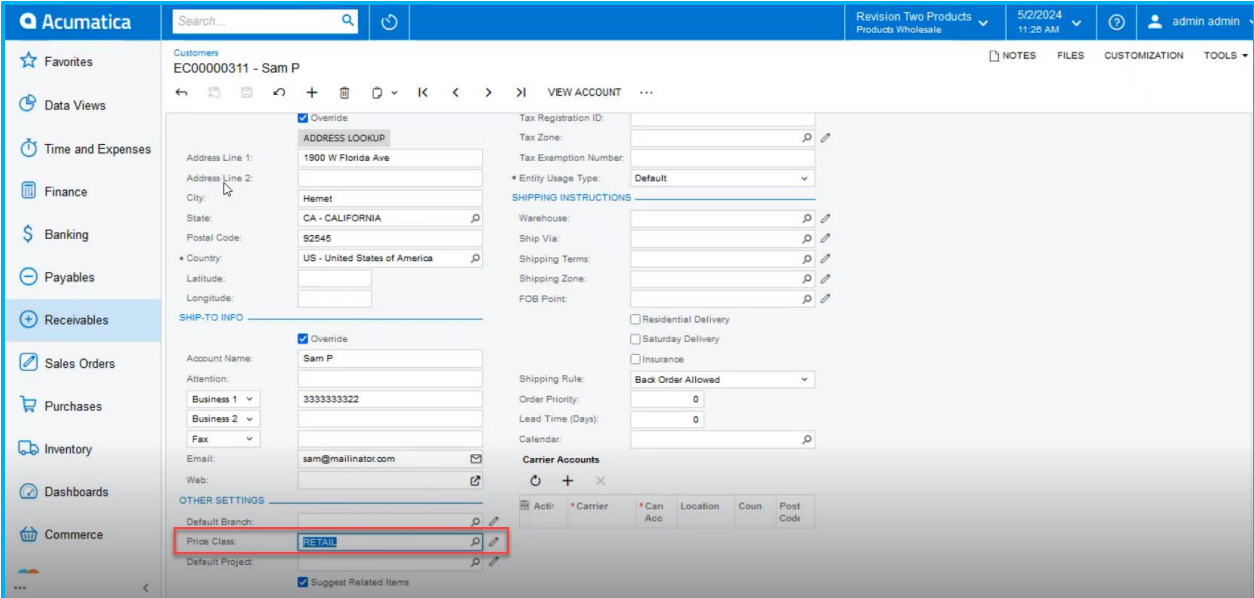 Acumatica
Search...
Revision Two Products
Products Wholesale
5/2/2024
11:26 AM
admin admin
Favorites
Data Views
Time and Expenses
Finance
Banking
Payables
Receivables
Sales Orders
Purchases
Inventory
Dashboards
Commerce
Customers
EC00000311 - Sam P
NOTES FILES CUSTOMIZATION TOOLS
VIEW ACCOUNT
Override
ADDRESS LOOKUP
Address Line 1: 1900 W Florida Ave
Address Line 2:
City: Hemet
State: CA - CALIFORNIA
Postal Code: 92545
* Country: US - United States of America
Latitude:
Longitude:
SHIP-TO INFO
Override
Account Name: Sam P
Attention:
Business 1 3333333322
Business 2
Fax
Email: sam@mailinator.com
Web:
OTHER SETTINGS
Default Branch:
Price Class: RETAIL
Default Project:
Suggest Related Items
Tax Registration ID:
Tax Zone:
Tax Exemption Number:
* Entity Usage Type: Default
SHIPPING INSTRUCTIONS
Warehouse:
Ship Via:
Shipping Terms:
Shipping Zone:
FOB Point:
Residential Delivery
Saturday Delivery
Insurance
Shipping Rule: Back Order Allowed
Order Priority: 0
Lead Time (Days): 0
Calendar:
Carrier Accounts
Acti * Carrier * Carr Location Coun Post
Acc Code